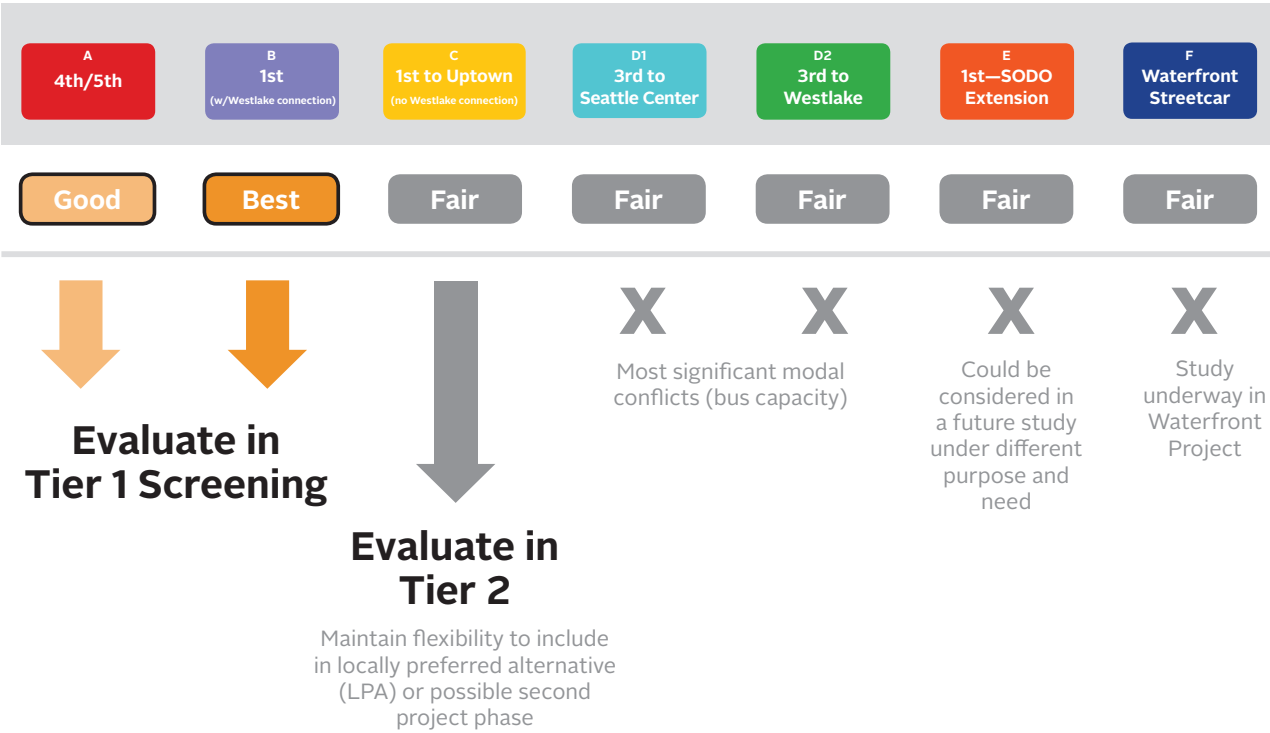 A
4th/5th
B
1st
(w/Westlake connection)
C
1st to Uptown
(no Westlake connection)
D1
3rd to
Seattle Center
D2
3rd to
Westlake
E
1st—SODO
Extension
F
Waterfront
Streetcar
Good
Best
Fair
Fair
Fair
Fair
Fair
X
X
X
X
Most significant modal
conflicts (bus capacity)
Could be
considered in
a future study
under different
purpose and
need
Study
underway in
Waterfront
Project
Evaluate in
Tier 1 Screening
Evaluate in
Tier 2
Maintain flexibility to include
in locally preferred alternative
(LPA) or possible second
project phase